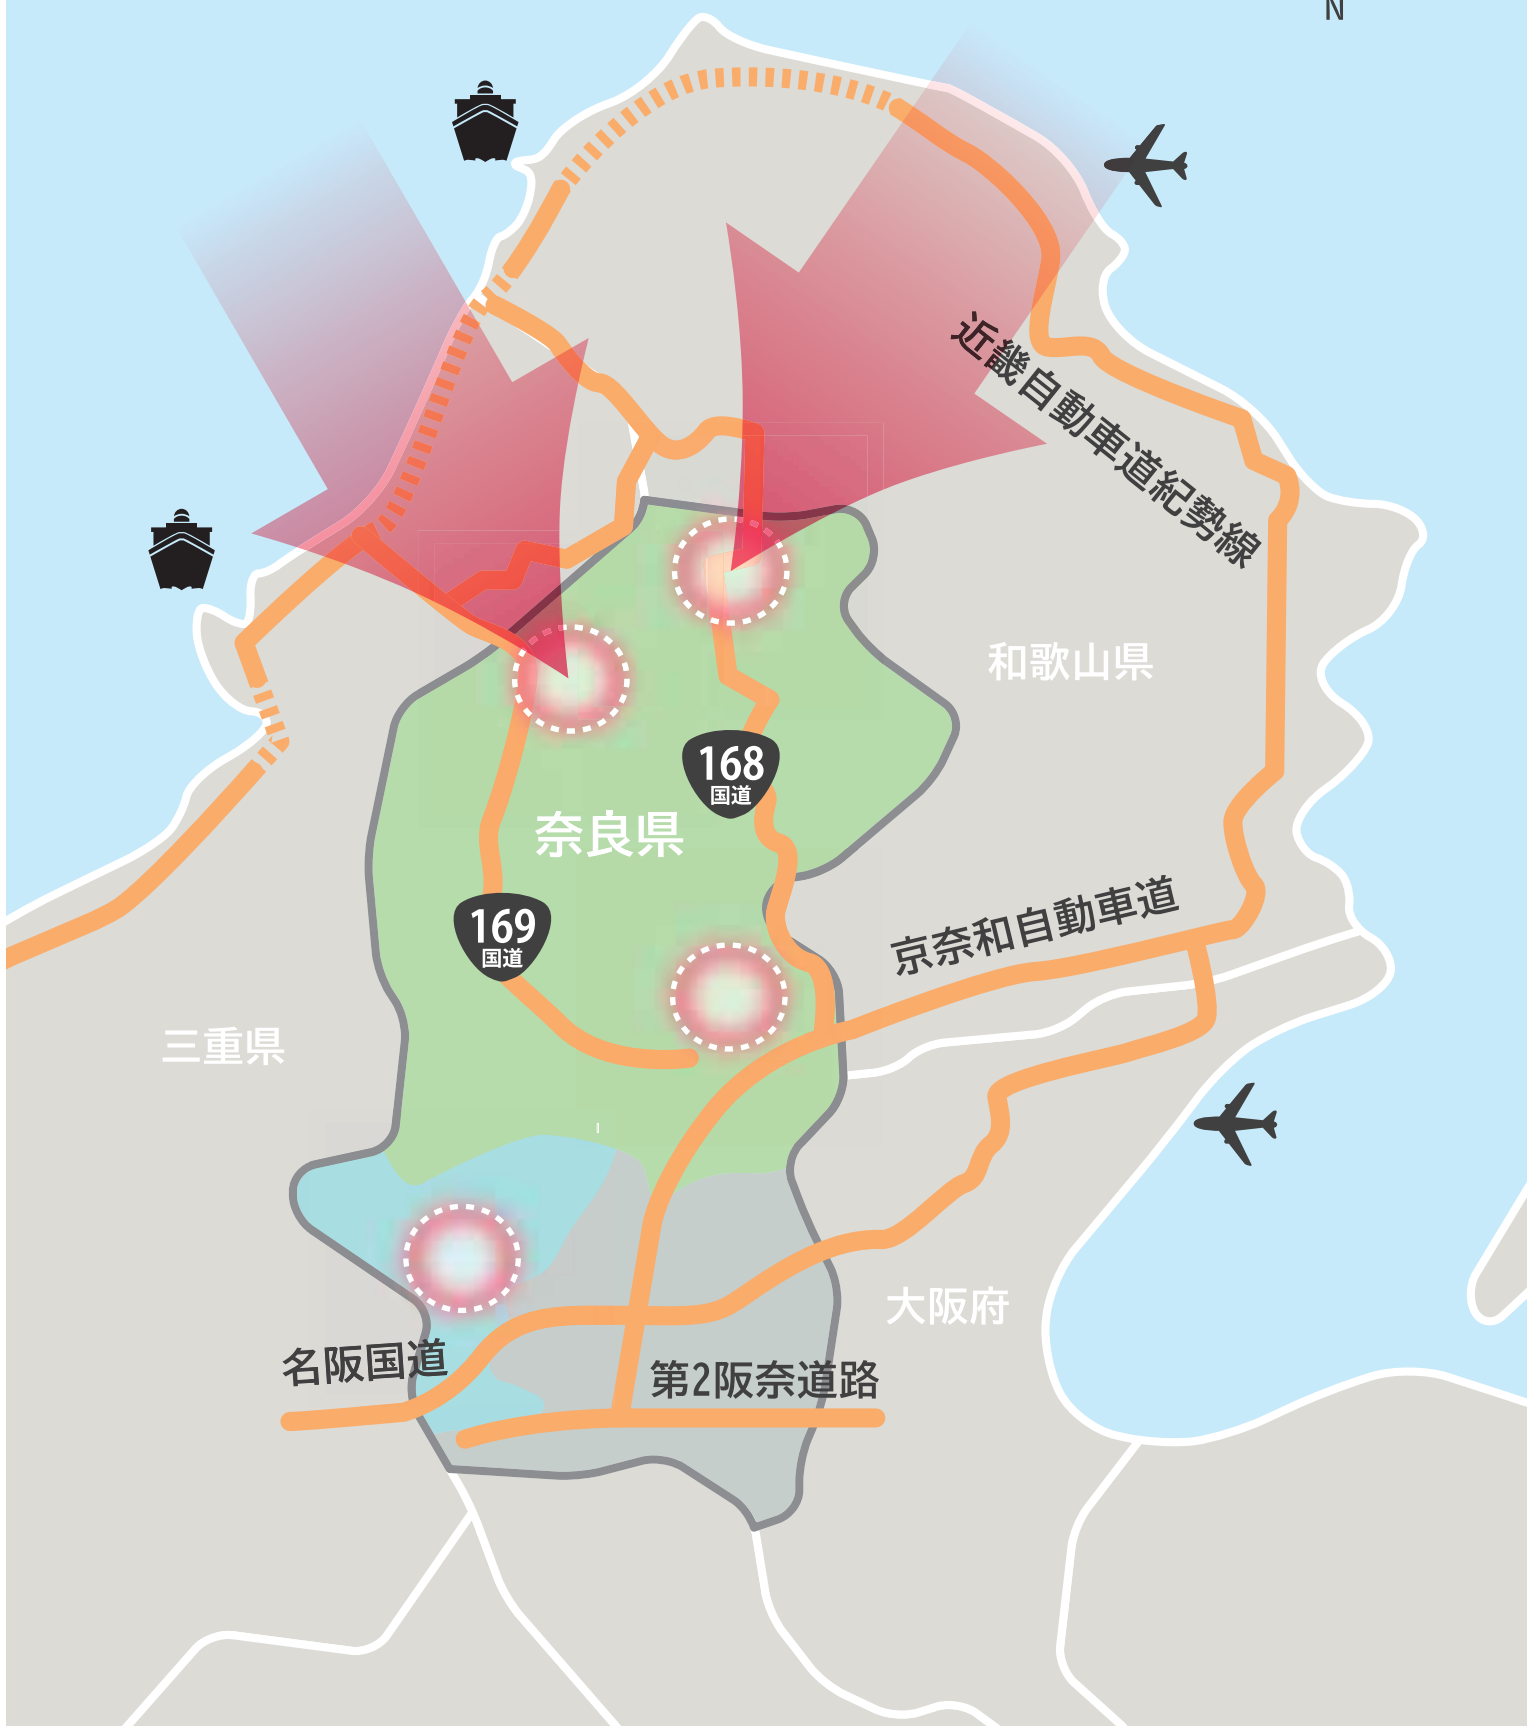 N
近畿自動車道紀勢線
和歌山県
168
国道
奈良県
169
国道
京奈和自動車道
三重県
大阪府
名阪国道
第2阪奈道路